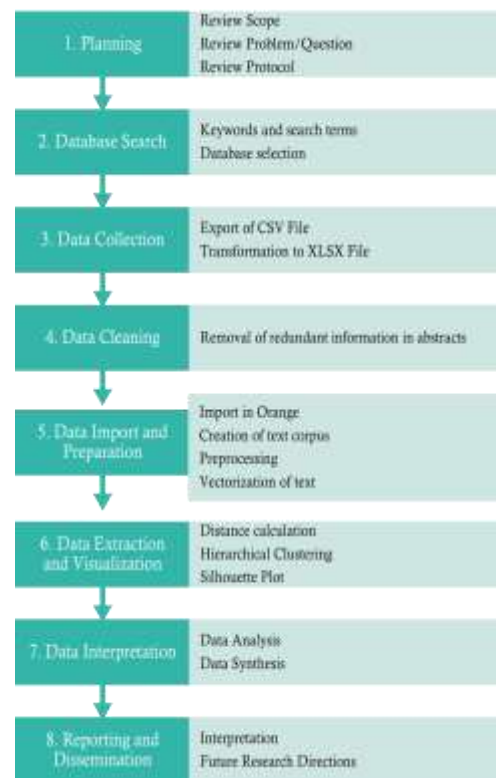 1. Planning
Review Scope
Review Problem/Question
Review Protocol
2. Database Search
Keywords and search terms
Database selection
3. Data Collection
Export of CSV File
Transformation to XLSX File
4. Data Cleaning
Removal of redundant information in abstracts
5. Data Import and
Preparation
Import in Orange
Creation of text corpus
Preprocessing
Vectorization of text
6. Data Extraction
and Visualization
Distance calculation
Hierarchical Clustering
Silhouette Plot
7. Data Interpretation
Data Analysis
Data Synthesis
8. Reporting and
Dissemination
Interpretation
Future Research Directions